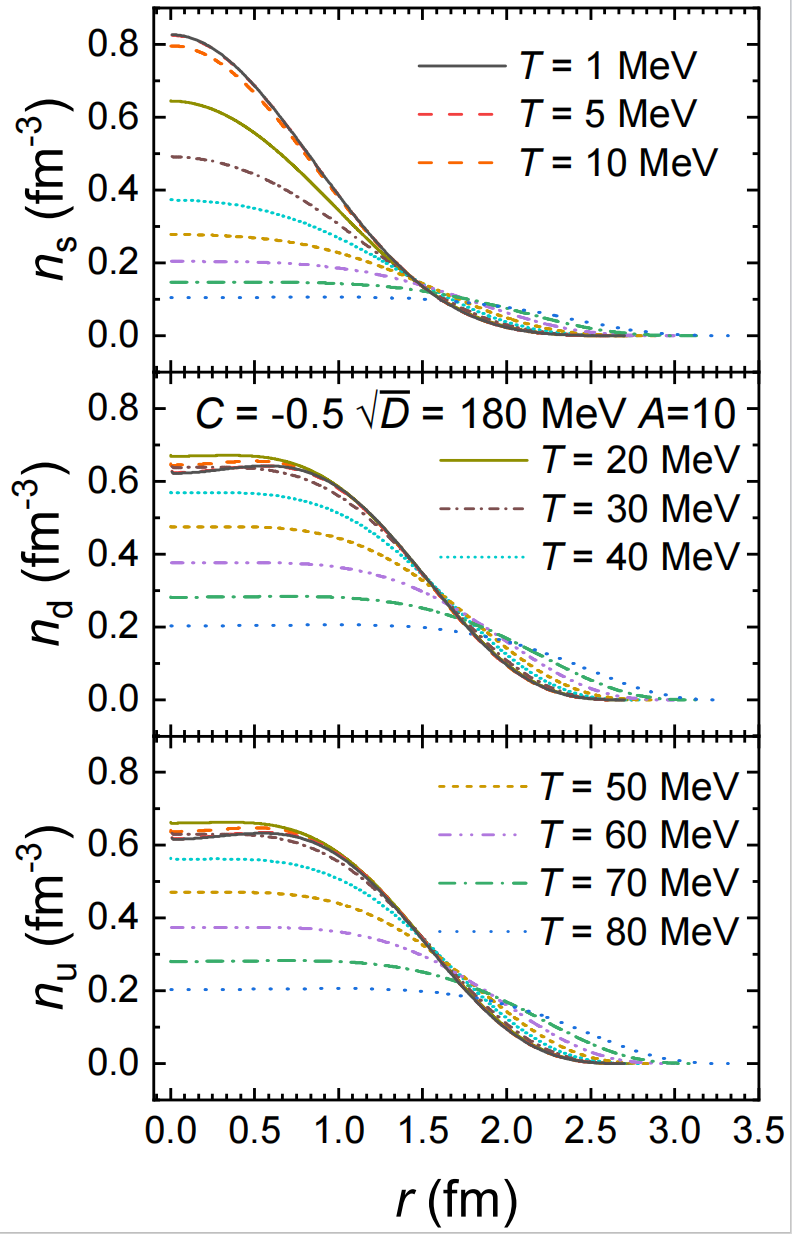 0.8
T = 1 MeV
0.6
T = 5 MeV
T = 10 MeV
0.4
0.2
0.0
nₛ (fm⁻³)
C = -0.5 √D = 180 MeV A=10
0.8
T = 20 MeV
0.6
T = 30 MeV
0.4
T = 40 MeV
0.2
0.0
n_d (fm⁻³)
0.8
T = 50 MeV
T = 60 MeV
0.6
T = 70 MeV
0.4
T = 80 MeV
0.2
0.0
nᵤ (fm⁻³)
0.0 0.5 1.0 1.5 2.0 2.5 3.0 3.5
r (fm)